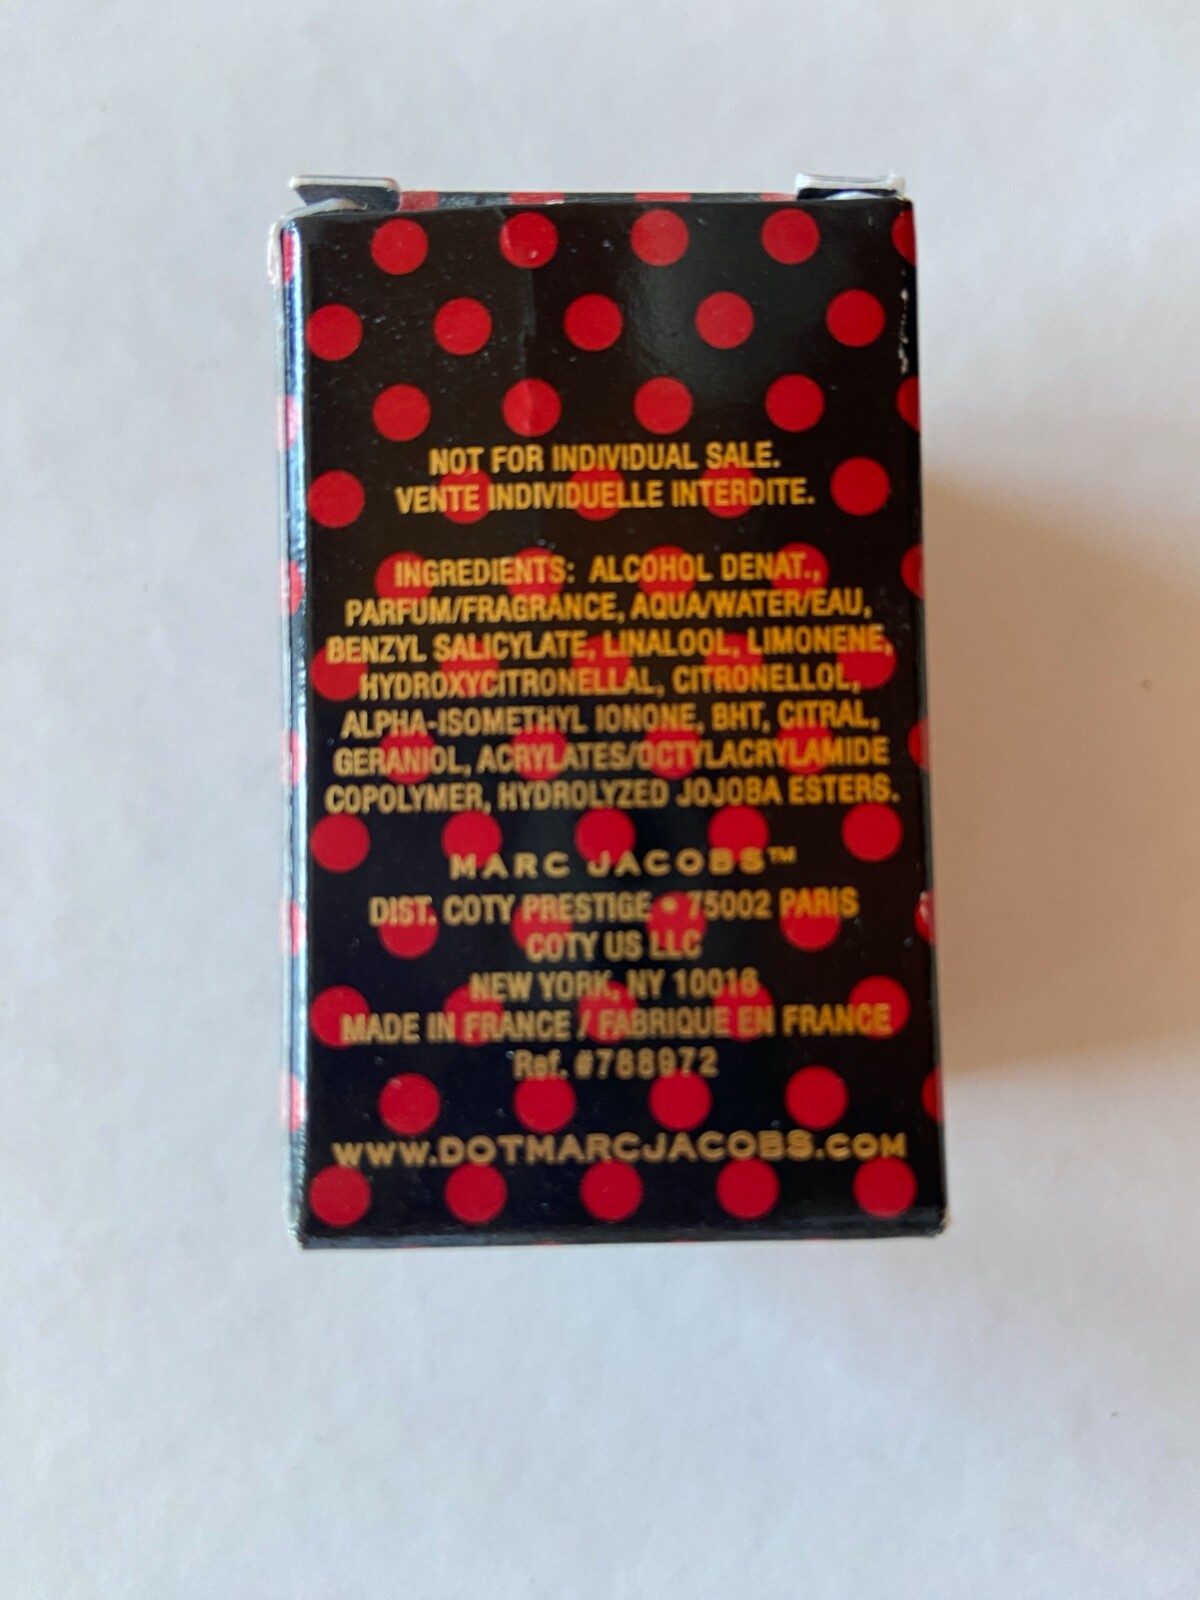 NOT FOR INDIVIDUAL SALE.
VENTE INDIVIDUELLE INTERDITE.
INGREDIENTS: ALCOHOL DENAT.,
PARFUM/FRAGRANCE, AQUA/WATER/EAU,
BENZYL SALICYLATE, LINALOOL, LIMONENE,
HYDROXYCITRONELLAL, CITRONELLOL,
ALPHA-ISOMETHYL IONONE, BHT, CITRAL,
GERANIOL, ACRYLATES/OCTYLACRYLAMIDE
COPOLYMER, HYDROLYZED JOJOBA ESTERS.
MARC JACOBS™
DIST. COTY PRESTIGE • 75002 PARIS
COTY US LLC
NEW YORK, NY 10016
MADE IN FRANCE / FABRIQUE EN FRANCE
Ref. #788972
WWW.DOTMARCJACOBS.COM